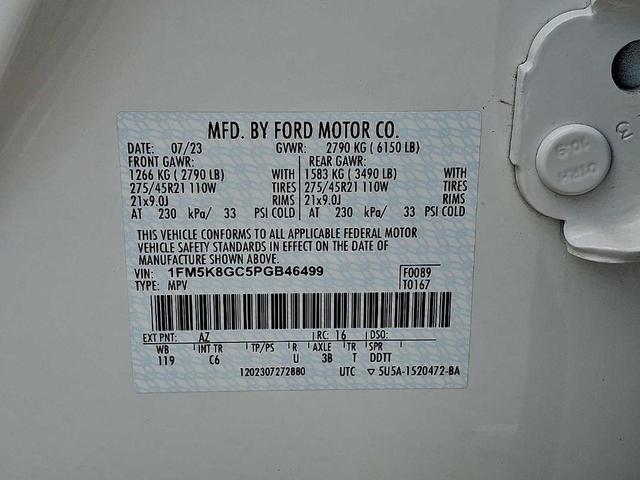 MFD. BY FORD MOTOR CO.
DATE: 07/23 GVWR: 2790 KG ( 6150 LB)
FRONT GAWR: REAR GAWR:
1266 KG ( 2790 LB) WITH 1583 KG ( 3490 LB) WITH
275/45R21 110W TIRES 275/45R21 110W TIRES
21x9.0J RIMS 21x9.0J RIMS
AT 230 kPa/ 33 PSI COLD AT 230 kPa/ 33 PSI COLD
THIS VEHICLE CONFORMS TO ALL APPLICABLE FEDERAL MOTOR
VEHICLE SAFETY STANDARDS IN EFFECT ON THE DATE OF
MANUFACTURE SHOWN ABOVE.
VIN: 1FM5K8GC5PGB46499 F0089
TYPE: MPV T0167
EXT PNT: AZ RC: 16 DSO:
WB INT TR TP/PS R AXLE TR SPR
119 C6 U 3B T DDTT
1202307272880 UTC ▽ 5U5A-1520472-BA
3